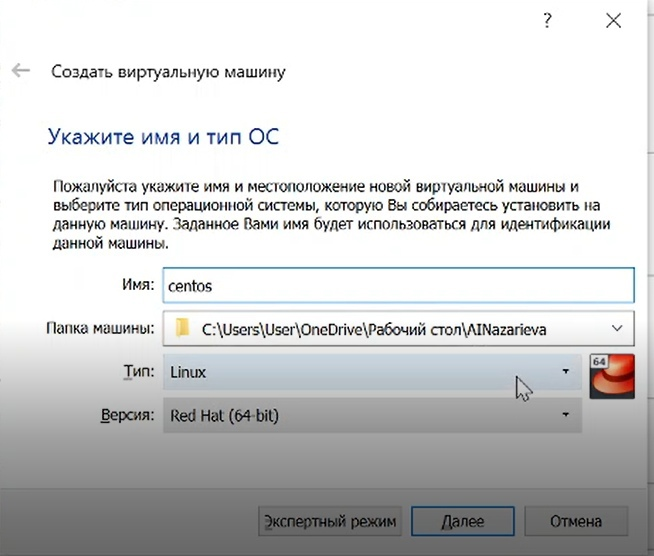 ?
Создать виртуальную машину
Укажите имя и тип ОС
Пожалуйста укажите имя и местоположение новой виртуальной машины и
выберите тип операционной системы, которую Вы собираетесь установить на
данную машину. Заданное Вами имя будет использоваться для идентификации
данной машины.
Имя: centos
Папка машины: C:\Users\User\OneDrive\Рабочий стол\AINazarieva
Тип: Linux
64
Версия: Red Hat (64-bit)
Экспертный режим Далее Отмена